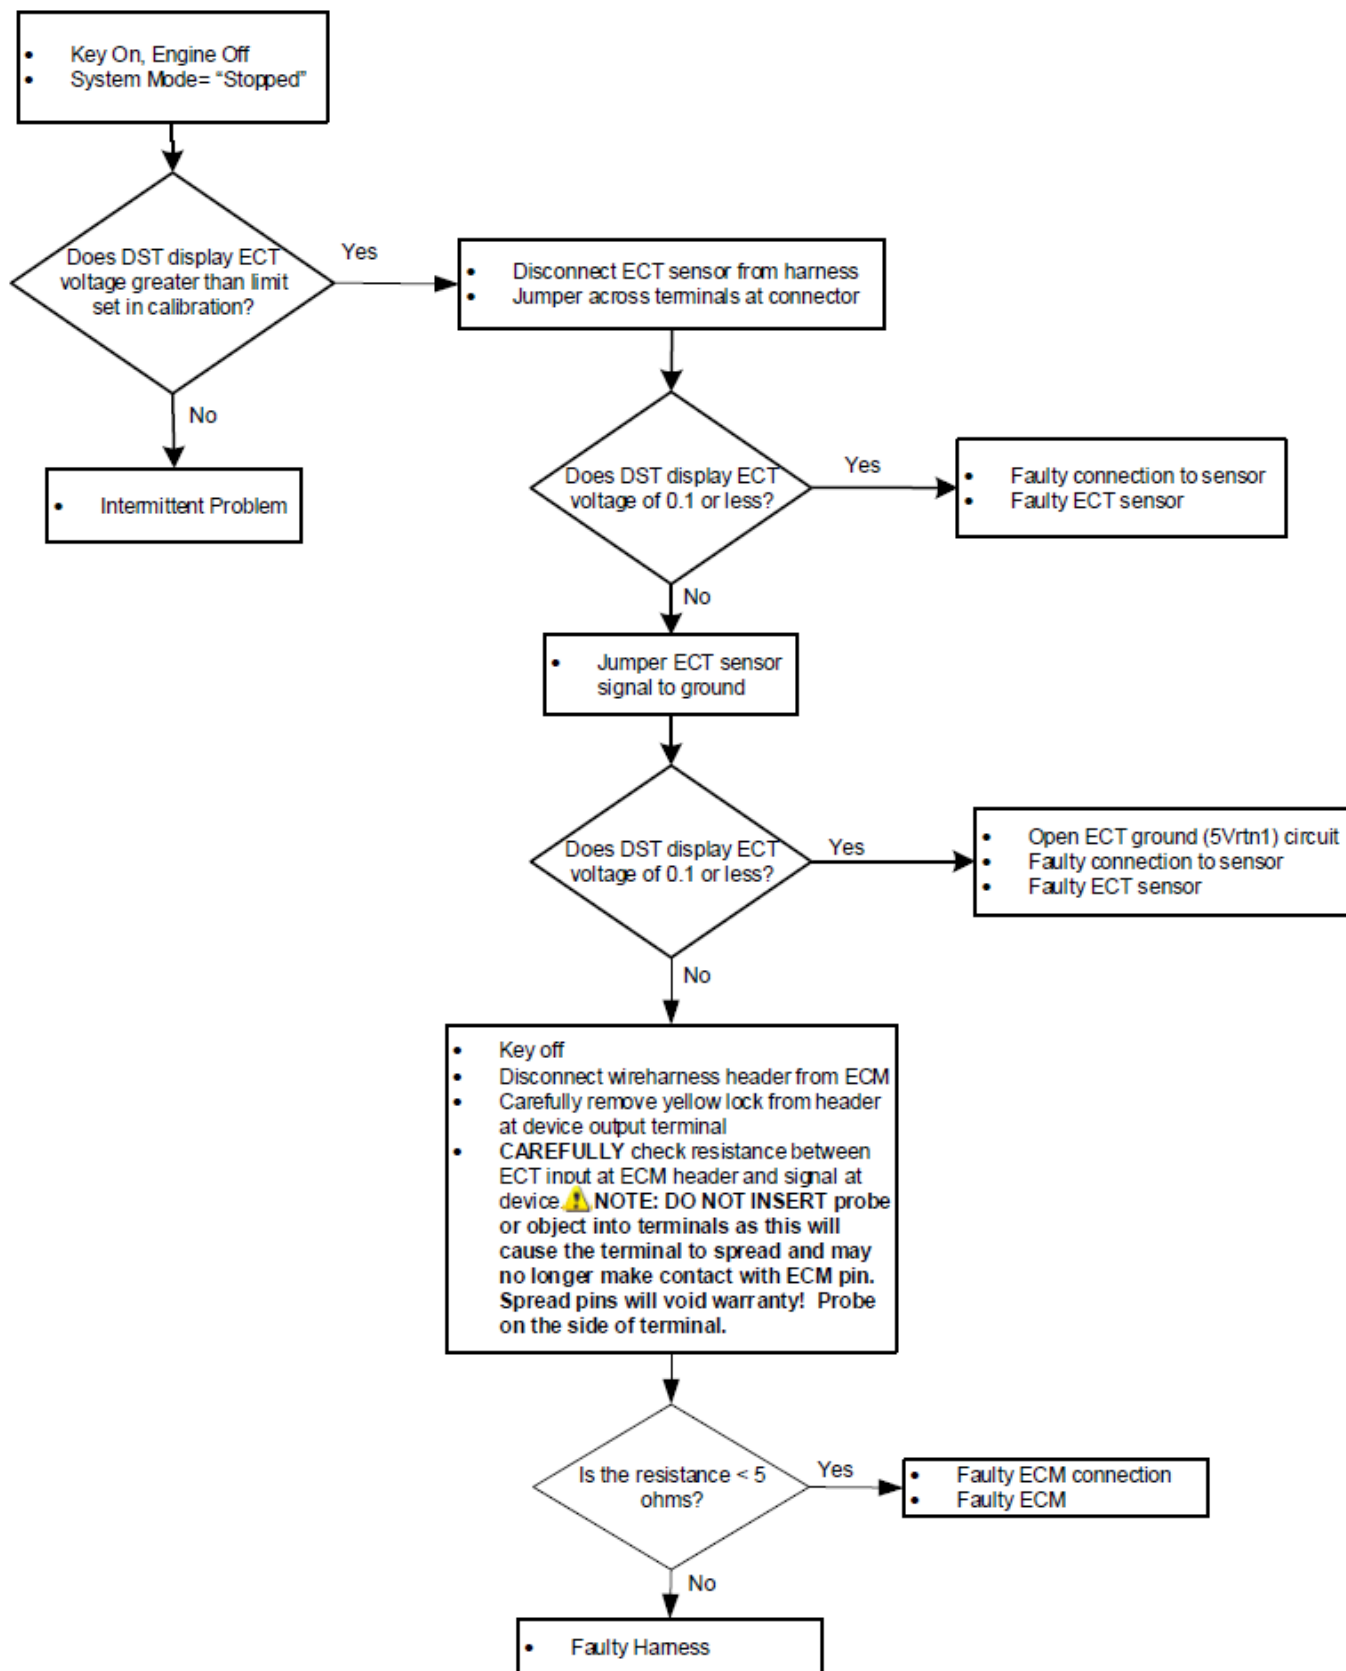 • Key On, Engine Off
• System Mode= “Stopped”
Does DST display ECT
voltage greater than limit
set in calibration?
Yes
• Disconnect ECT sensor from harness
• Jumper across terminals at connector
No
• Intermittent Problem
Does DST display ECT
voltage of 0.1 or less?
Yes
• Faulty connection to sensor
• Faulty ECT sensor
No
• Jumper ECT sensor
signal to ground
Does DST display ECT
voltage of 0.1 or less?
Yes
• Open ECT ground (5Vrtn1) circuit
• Faulty connection to sensor
• Faulty ECT sensor
No
• Key off
• Disconnect wireharness header from ECM
• Carefully remove yellow lock from header
at device output terminal
• CAREFULLY check resistance between
ECT input at ECM header and signal at
device. NOTE: DO NOT INSERT probe
or object into terminals as this will
cause the terminal to spread and may
no longer make contact with ECM pin.
Spread pins will void warranty! Probe
on the side of terminal.
Is the resistance < 5
ohms?
Yes
• Faulty ECM connection
• Faulty ECM
No
• Faulty Harness